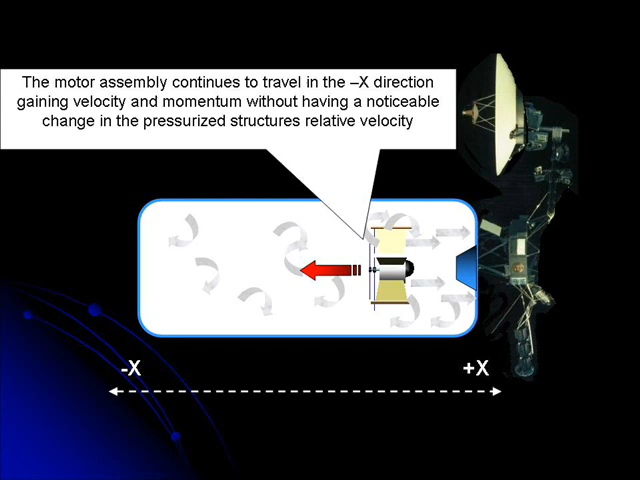 The motor assembly continues to travel in the –X direction
gaining velocity and momentum without having a noticeable
change in the pressurized structures relative velocity
-X
+X